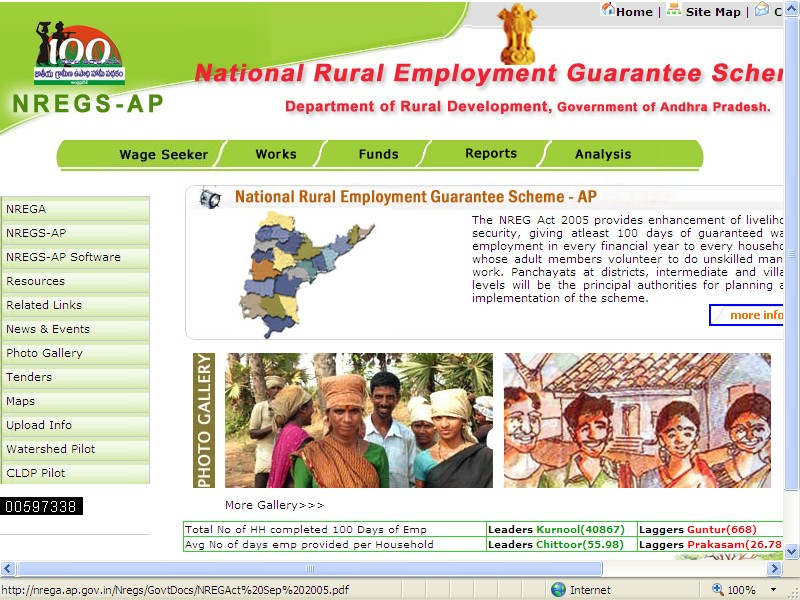 Home | Site Map | C
100
జాతీయ గ్రామీణ ఉపాధి హామీ పథకం
NREGS-AP
National Rural Employment Guarantee Schem
Department of Rural Development, Government of Andhra Pradesh.
Wage Seeker Works Funds Reports Analysis
NREGA
NREGS-AP
NREGS-AP Software
Resources
Related Links
News & Events
Photo Gallery
Tenders
Maps
Upload Info
Watershed Pilot
CLDP Pilot
00597338
National Rural Employment Guarantee Scheme - AP
The NREG Act 2005 provides enhancement of liveliho
security, giving atleast 100 days of guaranteed wa
employment in every financial year to every househo
whose adult members volunteer to do unskilled man
work. Panchayats at districts, intermediate and villa
levels will be the principal authorities for planning a
implementation of the scheme.
more info
PHOTO GALLERY
More Gallery>>>
Total No of HH completed 100 Days of Emp Leaders Kurnool(40867) Laggers Guntur(668)
Avg No of days emp provided per Household Leaders Chittoor(55.98) Laggers Prakasam(26.78
http://nrega.ap.gov.in/Nregs/GovtDocs/NREGAct%20Sep%202005.pdf Internet 100%